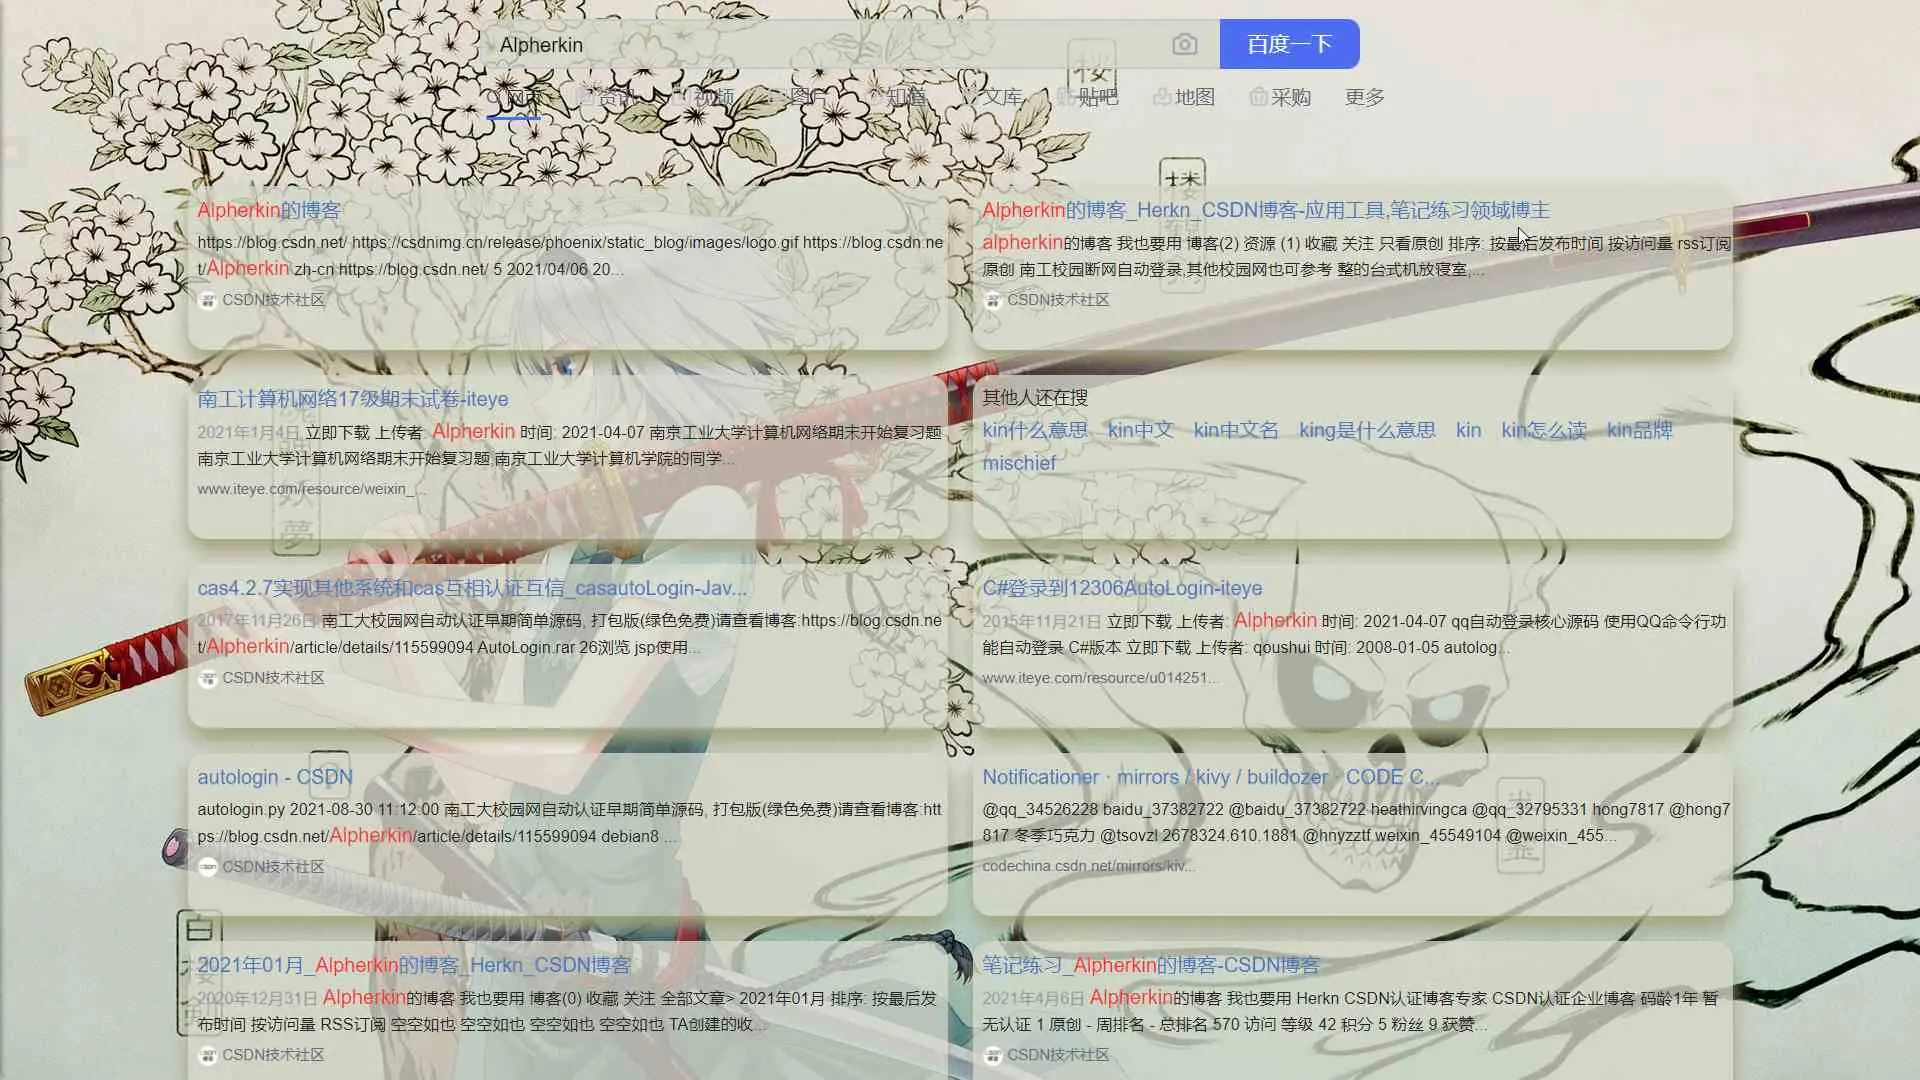 Alpherkin
百度一下
网页 资讯 视频 图片 知道 文库 贴吧 地图 采购 更多
Alpherkin的博客
https://blog.csdn.net/ https://csdnimg.cn/release/phoenix/static_blog/images/logo.gif https://blog.csdn.ne
t/Alpherkin zh-cn https://blog.csdn.net/ 5 2021/04/06 20...
CSDN技术社区
Alpherkin的博客_Herkn_CSDN博客-应用工具,笔记练习领域博主
alpherkin的博客 我也要用 博客(2) 资源 (1) 收藏 关注 只看原创 排序: 按最后发布时间 按访问量 rss订阅
原创 南工校园断网自动登录,其他校园网也可参考 整的台式机放寝室,...
CSDN技术社区
南工计算机网络17级期末试卷-iteye
2021年1月4日 立即下载 上传者: Alpherkin 时间: 2021-04-07 南京工业大学计算机网络期末开始复习题
南京工业大学计算机网络期末开始复习题,南京工业大学计算机学院的同学...
www.iteye.com/resource/weixin_...
其他人还在搜
kin什么意思 kin中文 kin中文名 king是什么意思 kin kin怎么读 kin品牌
mischief
cas4.2.7实现其他系统和cas互相认证互信_casautoLogin-Jav...
2017年11月26日 南工大校园网自动认证早期简单源码, 打包版(绿色免费)请查看博客:https://blog.csdn.ne
t/Alpherkin/article/details/115599094 AutoLogin.rar 26浏览 jsp使用...
CSDN技术社区
C#登录到12306AutoLogin-iteye
2015年11月21日 立即下载 上传者: Alpherkin 时间: 2021-04-07 qq自动登录核心源码 使用QQ命令行功
能自动登录 C#版本 立即下载 上传者: qoushui 时间: 2008-01-05 autolog...
www.iteye.com/resource/u014251...
autologin - CSDN
autologin.py 2021-08-30 11:12:00 南工大校园网自动认证早期简单源码, 打包版(绿色免费)请查看博客:htt
ps://blog.csdn.net/Alpherkin/article/details/115599094 debian8 ...
CSDN技术社区
Notificationer · mirrors / kivy / buildozer · CODE C...
@qq_34526228 baidu_37382722 @baidu_37382722 heathirvingca @qq_32795331 hong7817 @hong7
817 冬季巧克力 @tsovzl 2678324.610.1881 @hnyzztf weixin_45549104 @weixin_455...
codechina.csdn.net/mirrors/kiv...
2021年01月_Alpherkin的博客_Herkn_CSDN博客
2020年12月31日 Alpherkin的博客 我也要用 博客(0) 收藏 关注 全部文章> 2021年01月 排序: 按最后发
布时间 按访问量 RSS订阅 空空如也 空空如也 空空如也 空空如也 TA创建的收...
CSDN技术社区
笔记练习_Alpherkin的博客-CSDN博客
2021年4月6日 Alpherkin的博客 我也要用 Herkn CSDN认证博客专家 CSDN认证企业博客 码龄1年 暂
无认证 1 原创 - 周排名 - 总排名 570 访问 等级 42 积分 5 粉丝 9 获赞...
CSDN技术社区